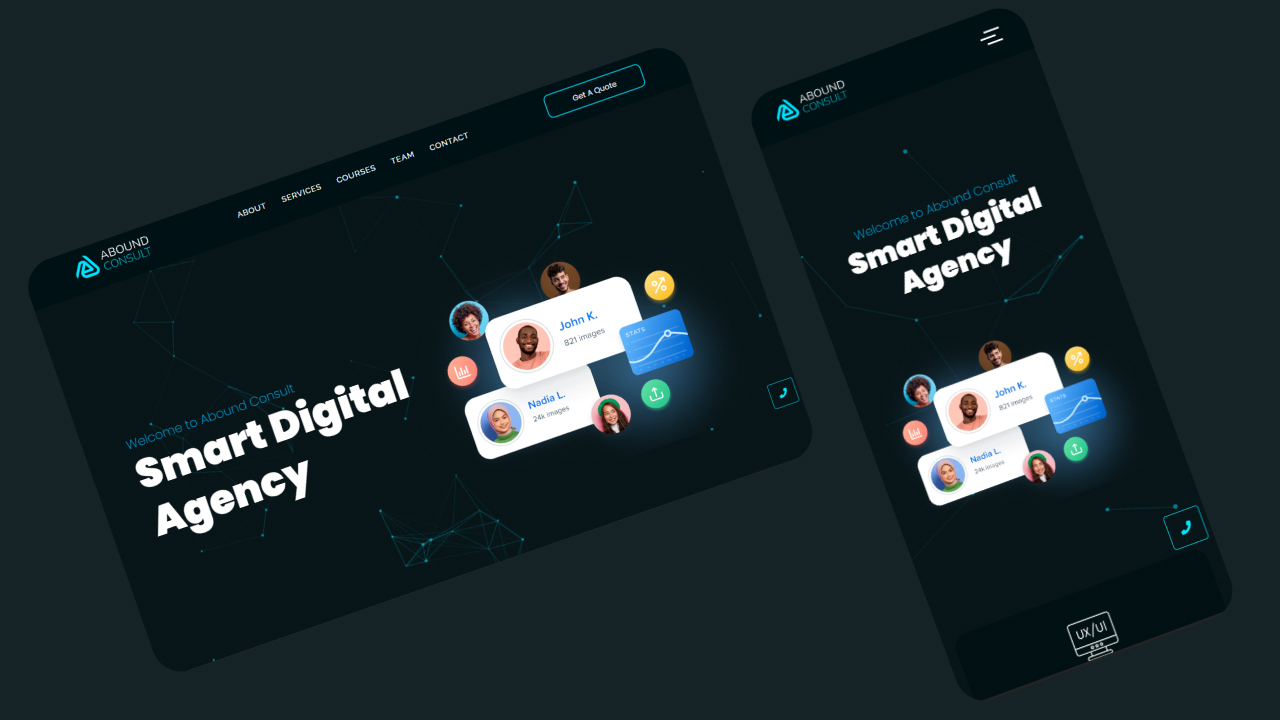 ABOUND
CONSULT
ABOUT
SERVICES
COURSES
TEAM
CONTACT
Get A Quote
Welcome to Abound Consult
Smart Digital
Agency
John K.
821 images
STATS
Nadia L.
24k images
ABOUND
CONSULT
Welcome to Abound Consult
Smart Digital
Agency
John K.
821 images
STATS
Nadia L.
24k images
UX/UI